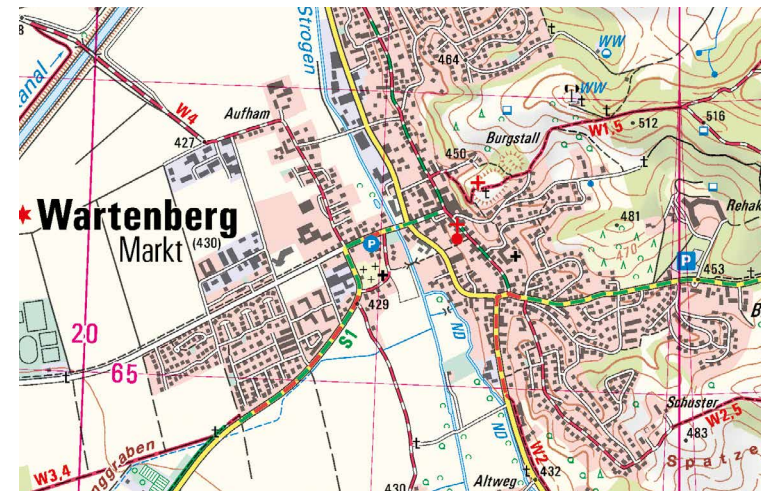 8
Kanal
Strogen
464
WW
WW
W4
Aufham
427
Burgstall
W1,5
512
516
450
Wartenberg
Markt (430)
P
481
470
Rehak
P
453
429
B
20
65
S1
ND
ND
Schuster
W2,5
483
W3,4
nggraben
W2
432
Altweg
430
Spatze